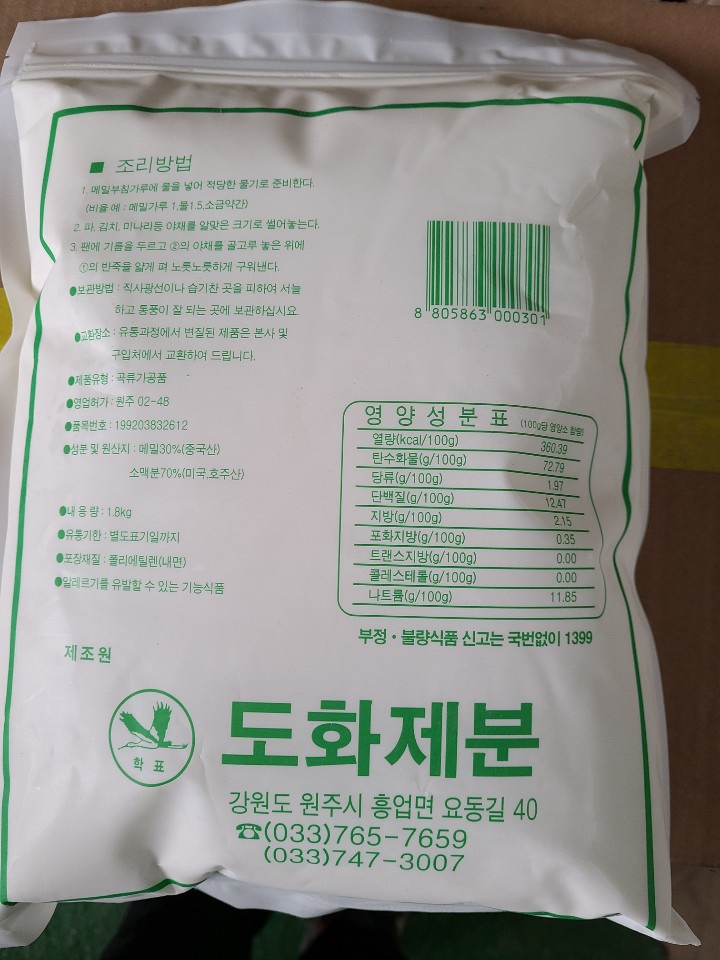 ■ 조리방법
1. 메밀부침가루에 물을 넣어 적당한 물기로 준비한다.
(비율 예 : 메밀가루 1,물1.5,소금약간)
2. 파, 김치, 미나리등 야채를 알맞은 크기로 썰어놓는다.
3. 팬에 기름을 두르고 ②의 야채를 골고루 놓은 위에
①의 반죽을 얇게 펴 노릇노릇하게 구워낸다.
●보관방법 : 직사광선이나 습기찬 곳을 피하여 서늘
하고 통풍이 잘 되는 곳에 보관하십시요.
●교환장소 : 유통과정에서 변질된 제품은 본사 및
구입처에서 교환하여 드립니다.
●제품유형 : 곡류가공품
●영업허가 : 원주 02-48
●품목번호 : 199203832612
●성분 및 원산지 : 메밀30%(중국산)
소맥분70%(미국,호주산)
●내 용 량 : 1.8kg
●유통기한 : 별도표기일까지
●포장재질 : 폴리에틸렌(내면)
●알레르기를 유발할 수 있는 기능식품
8 805863 000301
영 양 성 분 표 (100g당 영양소 함량)
열량(kcal/100g) 360.39
탄수화물(g/100g) 72.79
당류(g/100g) 1.97
단백질(g/100g) 12.47
지방(g/100g) 2.15
포화지방(g/100g) 0.35
트랜스지방(g/100g) 0.00
콜레스테롤(g/100g) 0.00
나트륨(g/100g) 11.85
부정·불량식품 신고는 국번없이 1399
제조원
학 표
도화제분
강원도 원주시 흥업면 요동길 40
☎(033)765-7659
(033)747-3007